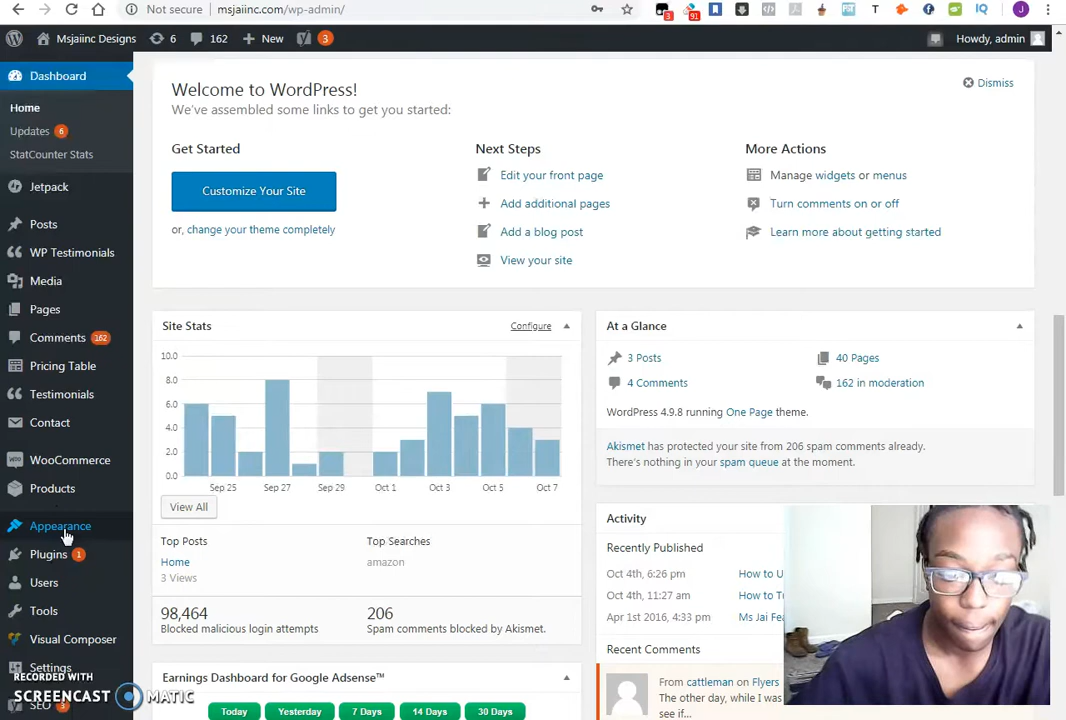 Not secure | msjaiinc.com/wp-admin/
3
91
T
IQ
J
Msjaiinc Designs 6 162 + New 3 Howdy, admin
Dashboard
Home
Updates 6
StatCounter Stats
Jetpack
Posts
WP Testimonials
Media
Pages
Comments 162
Pricing Table
Testimonials
Contact
WooCommerce
Products
Appearance
Plugins 1
Users
Tools
Visual Composer
Settings
SEO 3
Welcome to WordPress!
Dismiss
We've assembled some links to get you started:
Get Started
Customize Your Site
or, change your theme completely
Next Steps
Edit your front page
Add additional pages
Add a blog post
View your site
More Actions
Manage widgets or menus
Turn comments on or off
Learn more about getting started
Site Stats Configure
10.0
8.0
6.0
4.0
2.0
0.0
Sep 25 Sep 27 Sep 29 Oct 1 Oct 3 Oct 5 Oct 7
View All
Top Posts
Home
3 Views
Top Searches
amazon
98,464
Blocked malicious login attempts
206
Spam comments blocked by Akismet.
Earnings Dashboard for Google Adsense™
Today Yesterday 7 Days 14 Days 30 Days
At a Glance
3 Posts 40 Pages
4 Comments 162 in moderation
WordPress 4.9.8 running One Page theme.
Akismet has protected your site from 206 spam comments already.
There's nothing in your spam queue at the moment.
Activity
Recently Published
Oct 4th, 6:26 pm How to U
Oct 4th, 11:27 am How to T
Apr 1st 2016, 4:33 pm Ms Jai Fea
Recent Comments
From cattleman on Flyers
The other day, while I was
see if...
RECORDED WITH
SCREENCAST MATIC